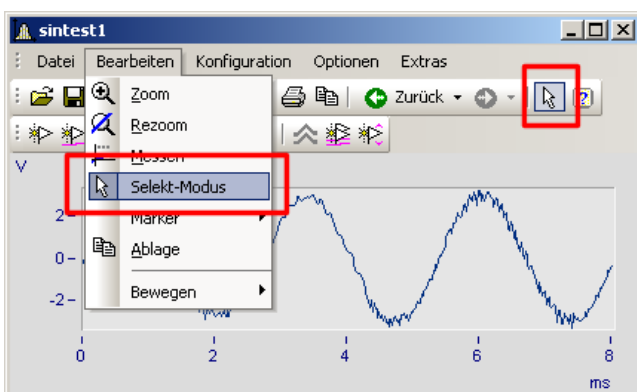 sintest1
Datei Bearbeiten Konfiguration Optionen Extras
Zoom
Zurück
Rezoom
Messen
V
Selekt-Modus
2
Marker
0
Ablage
-2
Bewegen
0 2 4 6 8
ms